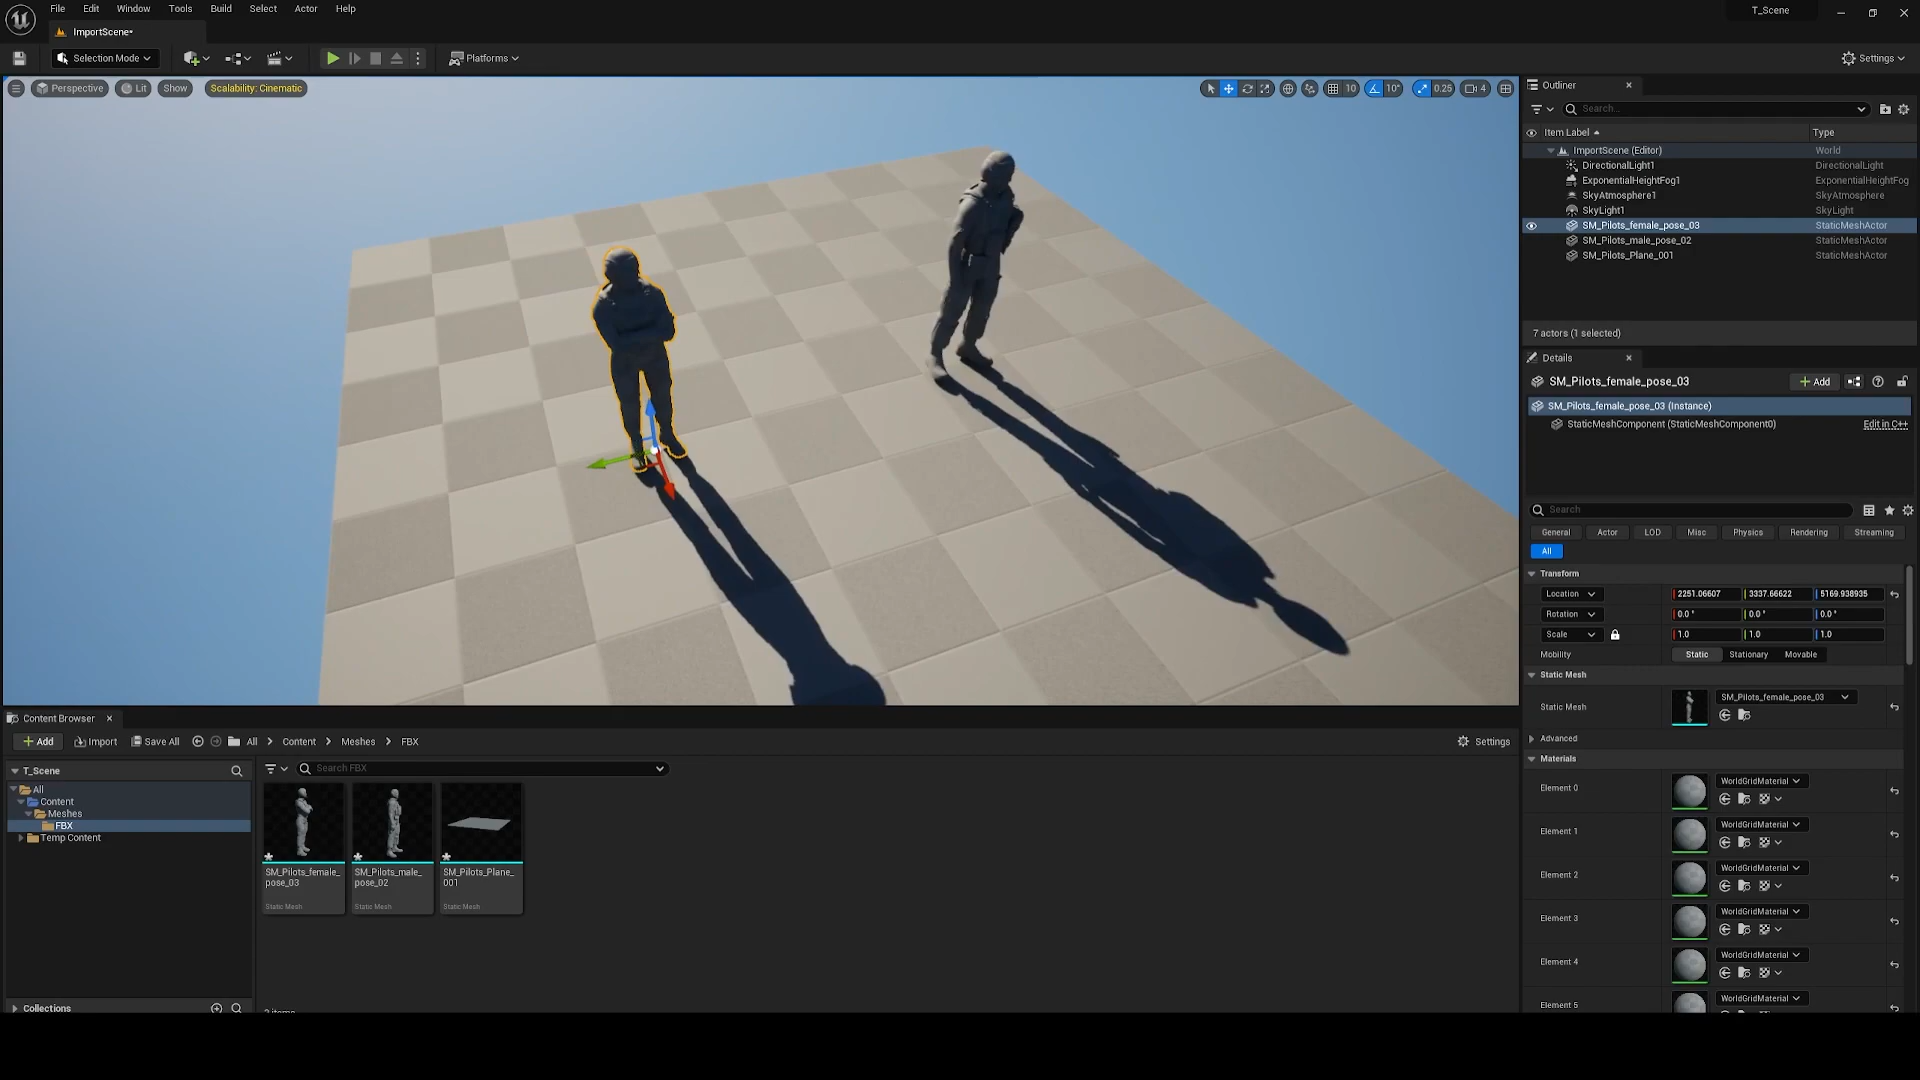 File Edit Window Tools Build Select Actor Help
T_Scene
ImportScene•
Selection Mode
Platforms
Settings
Perspective Lit Show Scalability: Cinematic
10 10° 0.25 4
Outliner
Search...
Item Label Type
ImportScene (Editor) World
DirectionalLight1 DirectionalLight
ExponentialHeightFog1 ExponentialHeightFog
SkyAtmosphere1 SkyAtmosphere
SkyLight1 SkyLight
SM_Pilots_female_pose_03 StaticMeshActor
SM_Pilots_male_pose_02 StaticMeshActor
SM_Pilots_Plane_001 StaticMeshActor
7 actors (1 selected)
Details
SM_Pilots_female_pose_03
Add
SM_Pilots_female_pose_03 (Instance)
StaticMeshComponent (StaticMeshComponent0) Edit in C++
Search
General Actor LOD Misc Physics Rendering Streaming
All
Transform
Location 2251.06607 3337.66622 5169.938935
Rotation 0.0 ° 0.0 ° 0.0 °
Scale 1.0 1.0 1.0
Mobility Static Stationary Movable
Static Mesh
Static Mesh SM_Pilots_female_pose_03
Advanced
Materials
Element 0 WorldGridMaterial
Element 1 WorldGridMaterial
Element 2 WorldGridMaterial
Element 3 WorldGridMaterial
Element 4 WorldGridMaterial
Element 5 WorldGridMaterial
Content Browser
Add Import Save All All Content Meshes FBX Settings
T_Scene
Search FBX
All
Content
Meshes
FBX
Temp Content
SM_Pilots_female_
pose_03
Static Mesh
SM_Pilots_male_
pose_02
Static Mesh
SM_Pilots_Plane_
001
Static Mesh
Collections